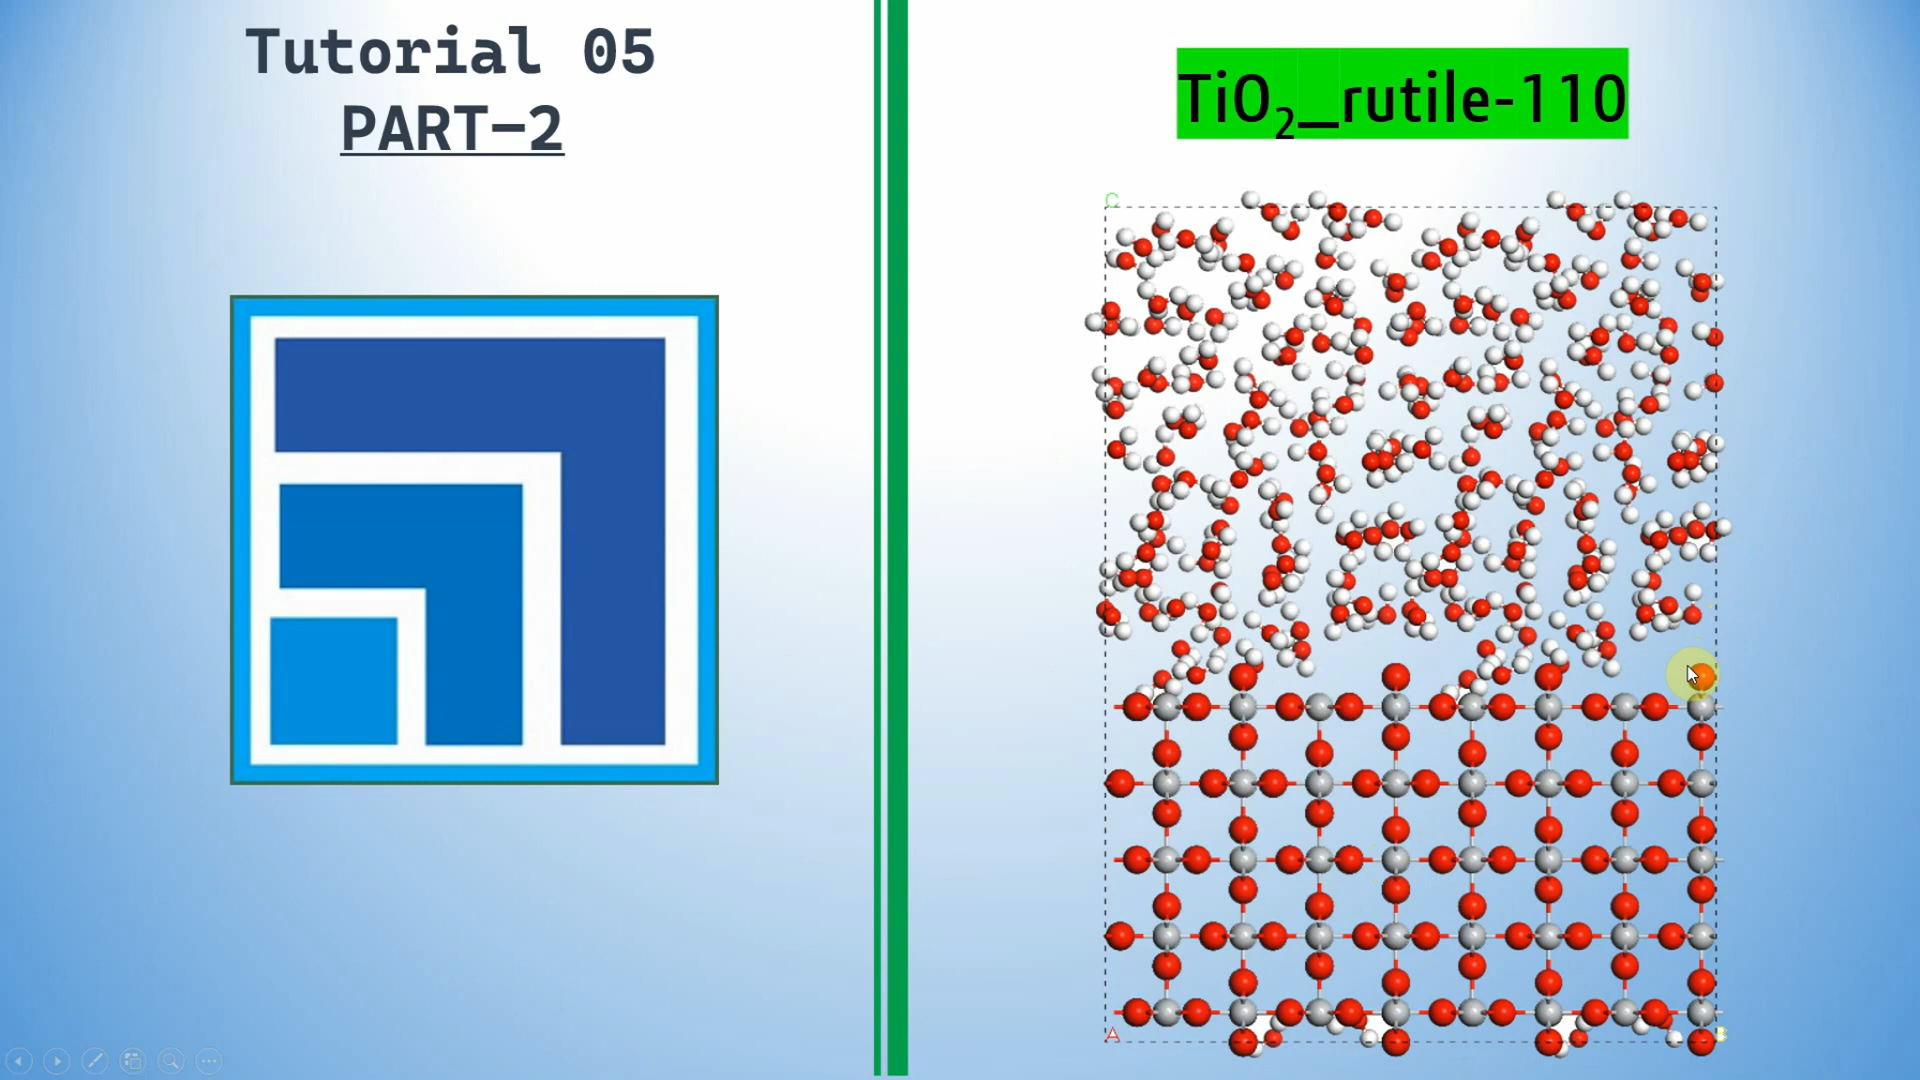 Tutorial 05
PART-2
TiO₂_rutile-110
C
A
B